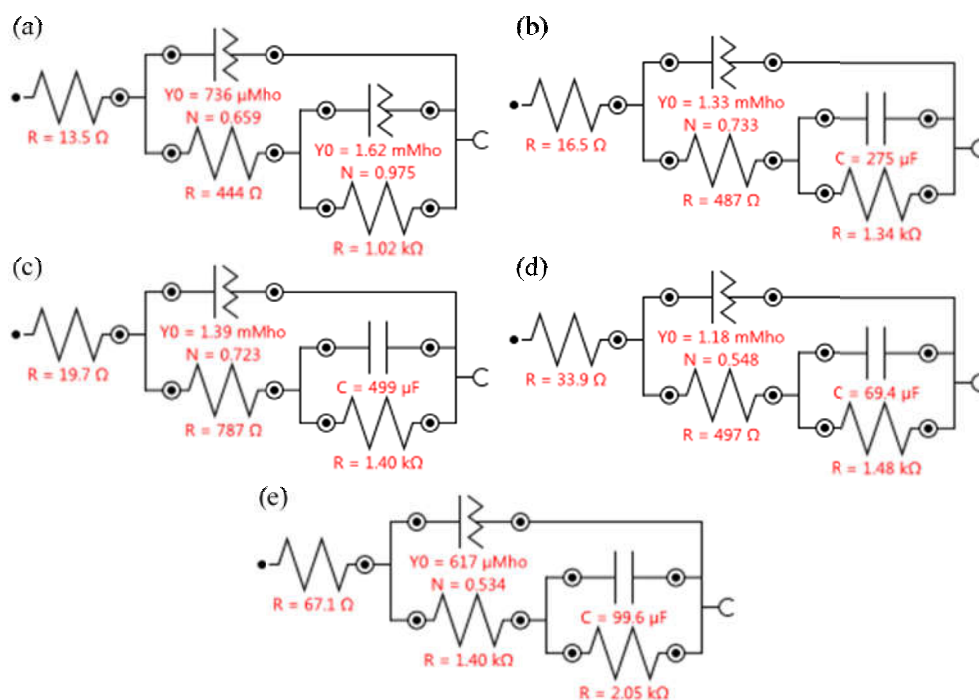 (a)
Y0 = 736 µMho
N = 0.659
R = 13.5 Ω
Y0 = 1.62 mMho
N = 0.975
R = 444 Ω
R = 1.02 kΩ
(b)
Y0 = 1.33 mMho
N = 0.733
R = 16.5 Ω
C = 275 µF
R = 487 Ω
R = 1.34 kΩ
(c)
Y0 = 1.39 mMho
N = 0.723
R = 19.7 Ω
C = 499 µF
R = 787 Ω
R = 1.40 kΩ
(d)
Y0 = 1.18 mMho
N = 0.548
R = 33.9 Ω
C = 69.4 µF
R = 497 Ω
R = 1.48 kΩ
(e)
Y0 = 617 µMho
N = 0.534
R = 67.1 Ω
C = 99.6 µF
R = 1.40 kΩ
R = 2.05 kΩ